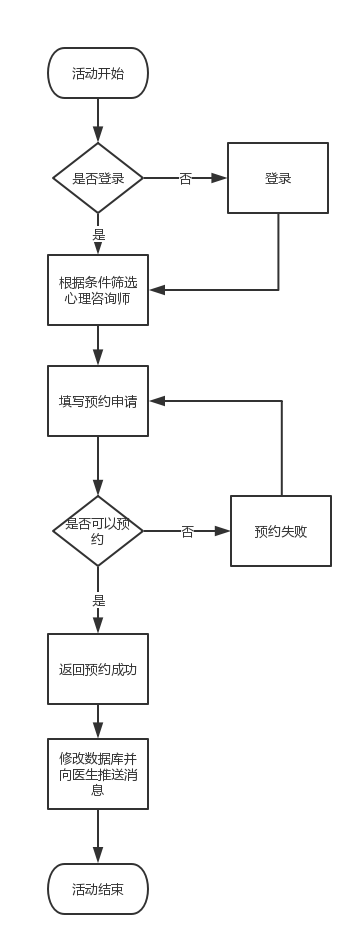 活动开始
是否登录
否
登录
是
根据条件筛选
心理咨询师
填写预约申请
是否可以预
约
否
预约失败
是
返回预约成功
修改数据库并
向医生推送消
息
活动结束